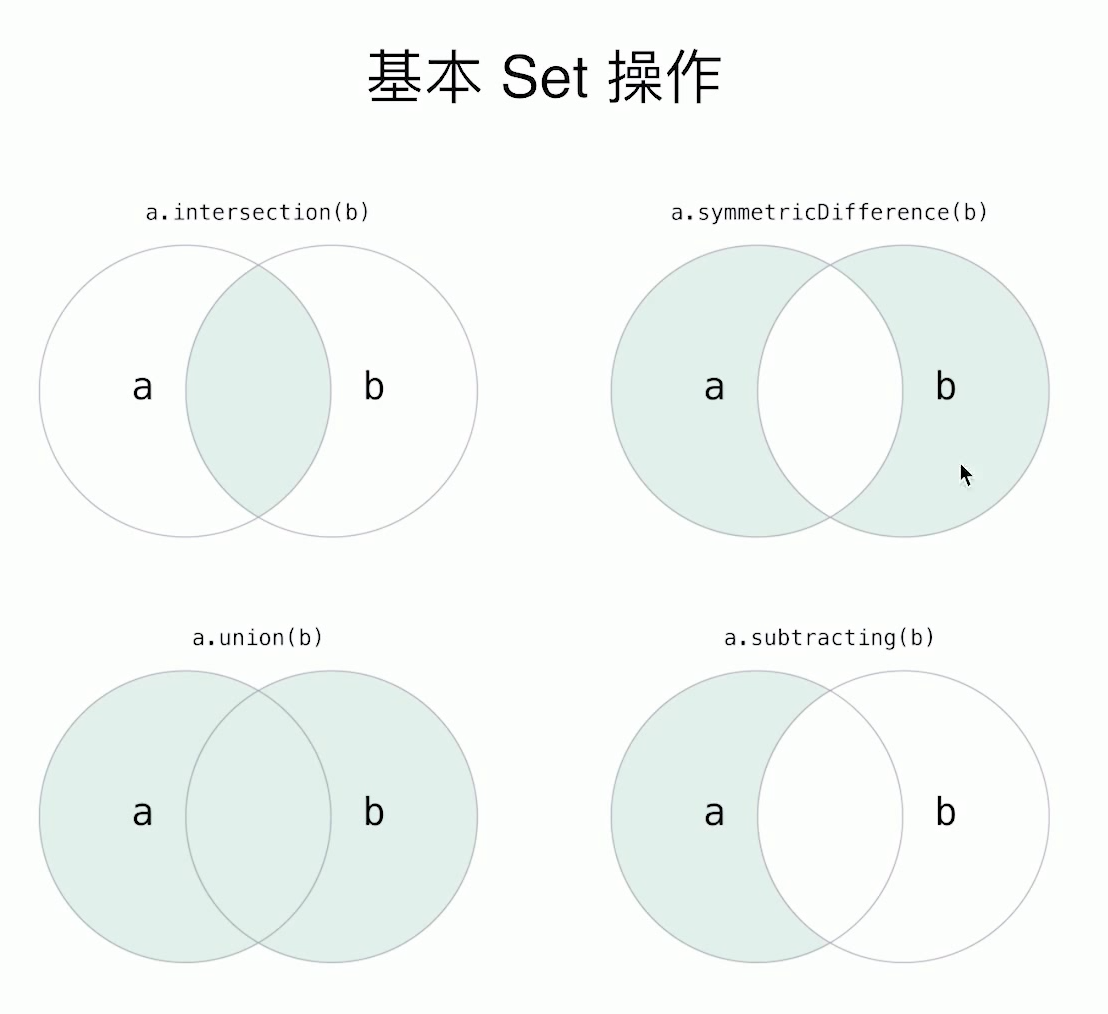 基本 Set 操作
a.intersection(b)
a.symmetricDifference(b)
a b
a b
a.union(b)
a.subtracting(b)
a b
a b